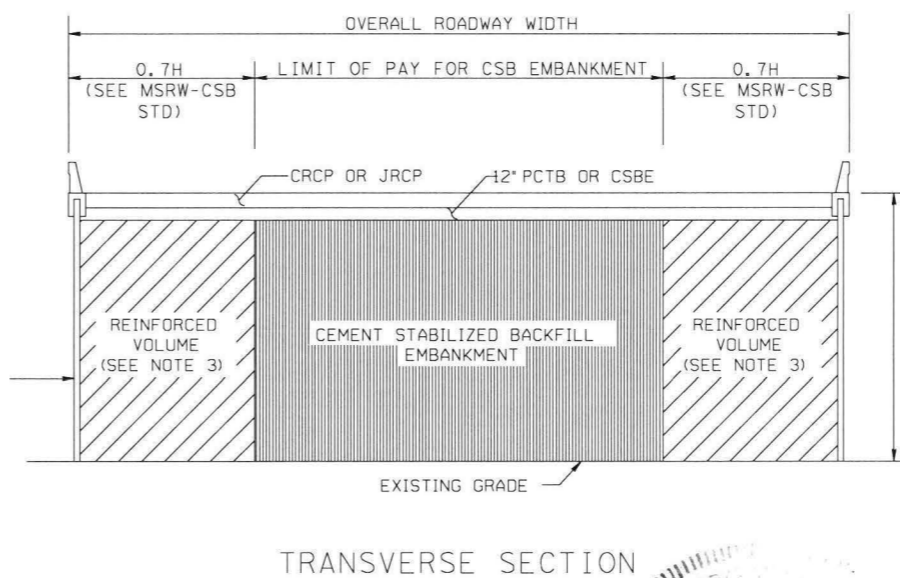 OVERALL ROADWAY WIDTH
0.7H
(SEE MSRW-CSB
STD)
LIMIT OF PAY FOR CSB EMBANKMENT
0.7H
(SEE MSRW-CSB
STD)
CRCP OR JRCP
12" PCTB OR CSBE
REINFORCED
VOLUME
(SEE NOTE 3)
CEMENT STABILIZED BACKFILL
EMBANKMENT
REINFORCED
VOLUME
(SEE NOTE 3)
EXISTING GRADE
TRANSVERSE SECTION